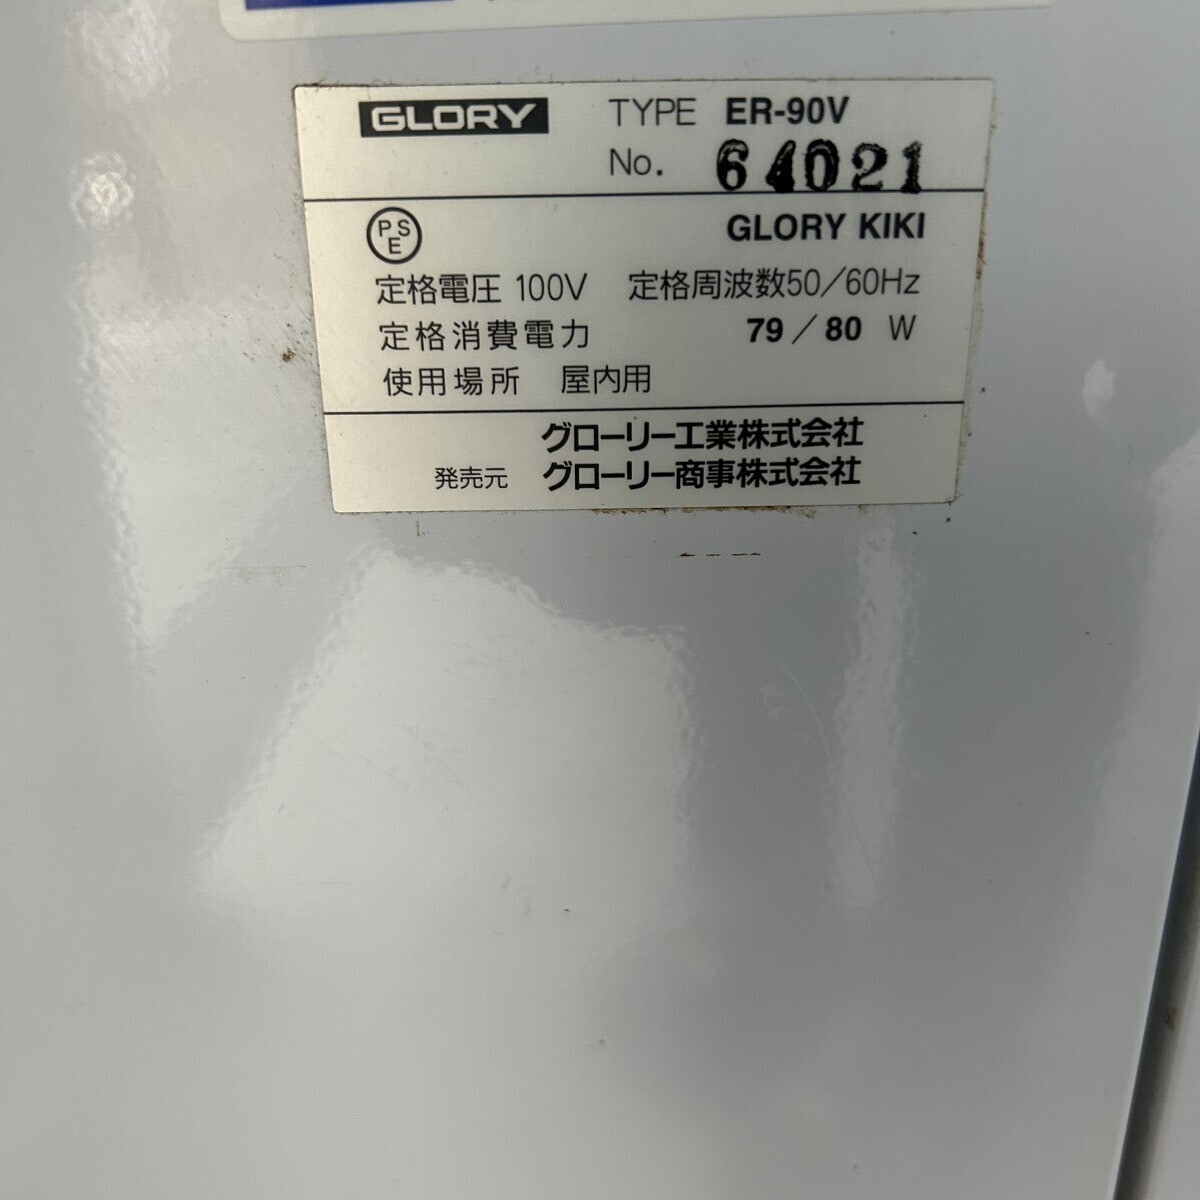 GLORY TYPE ER-90V
No. 64021
PSE GLORY KIKI
定格電圧 100V 定格周波数50/60Hz
定格消費電力 79/80 W
使用場所 屋内用
グローリー工業株式会社
発売元 グローリー商事株式会社